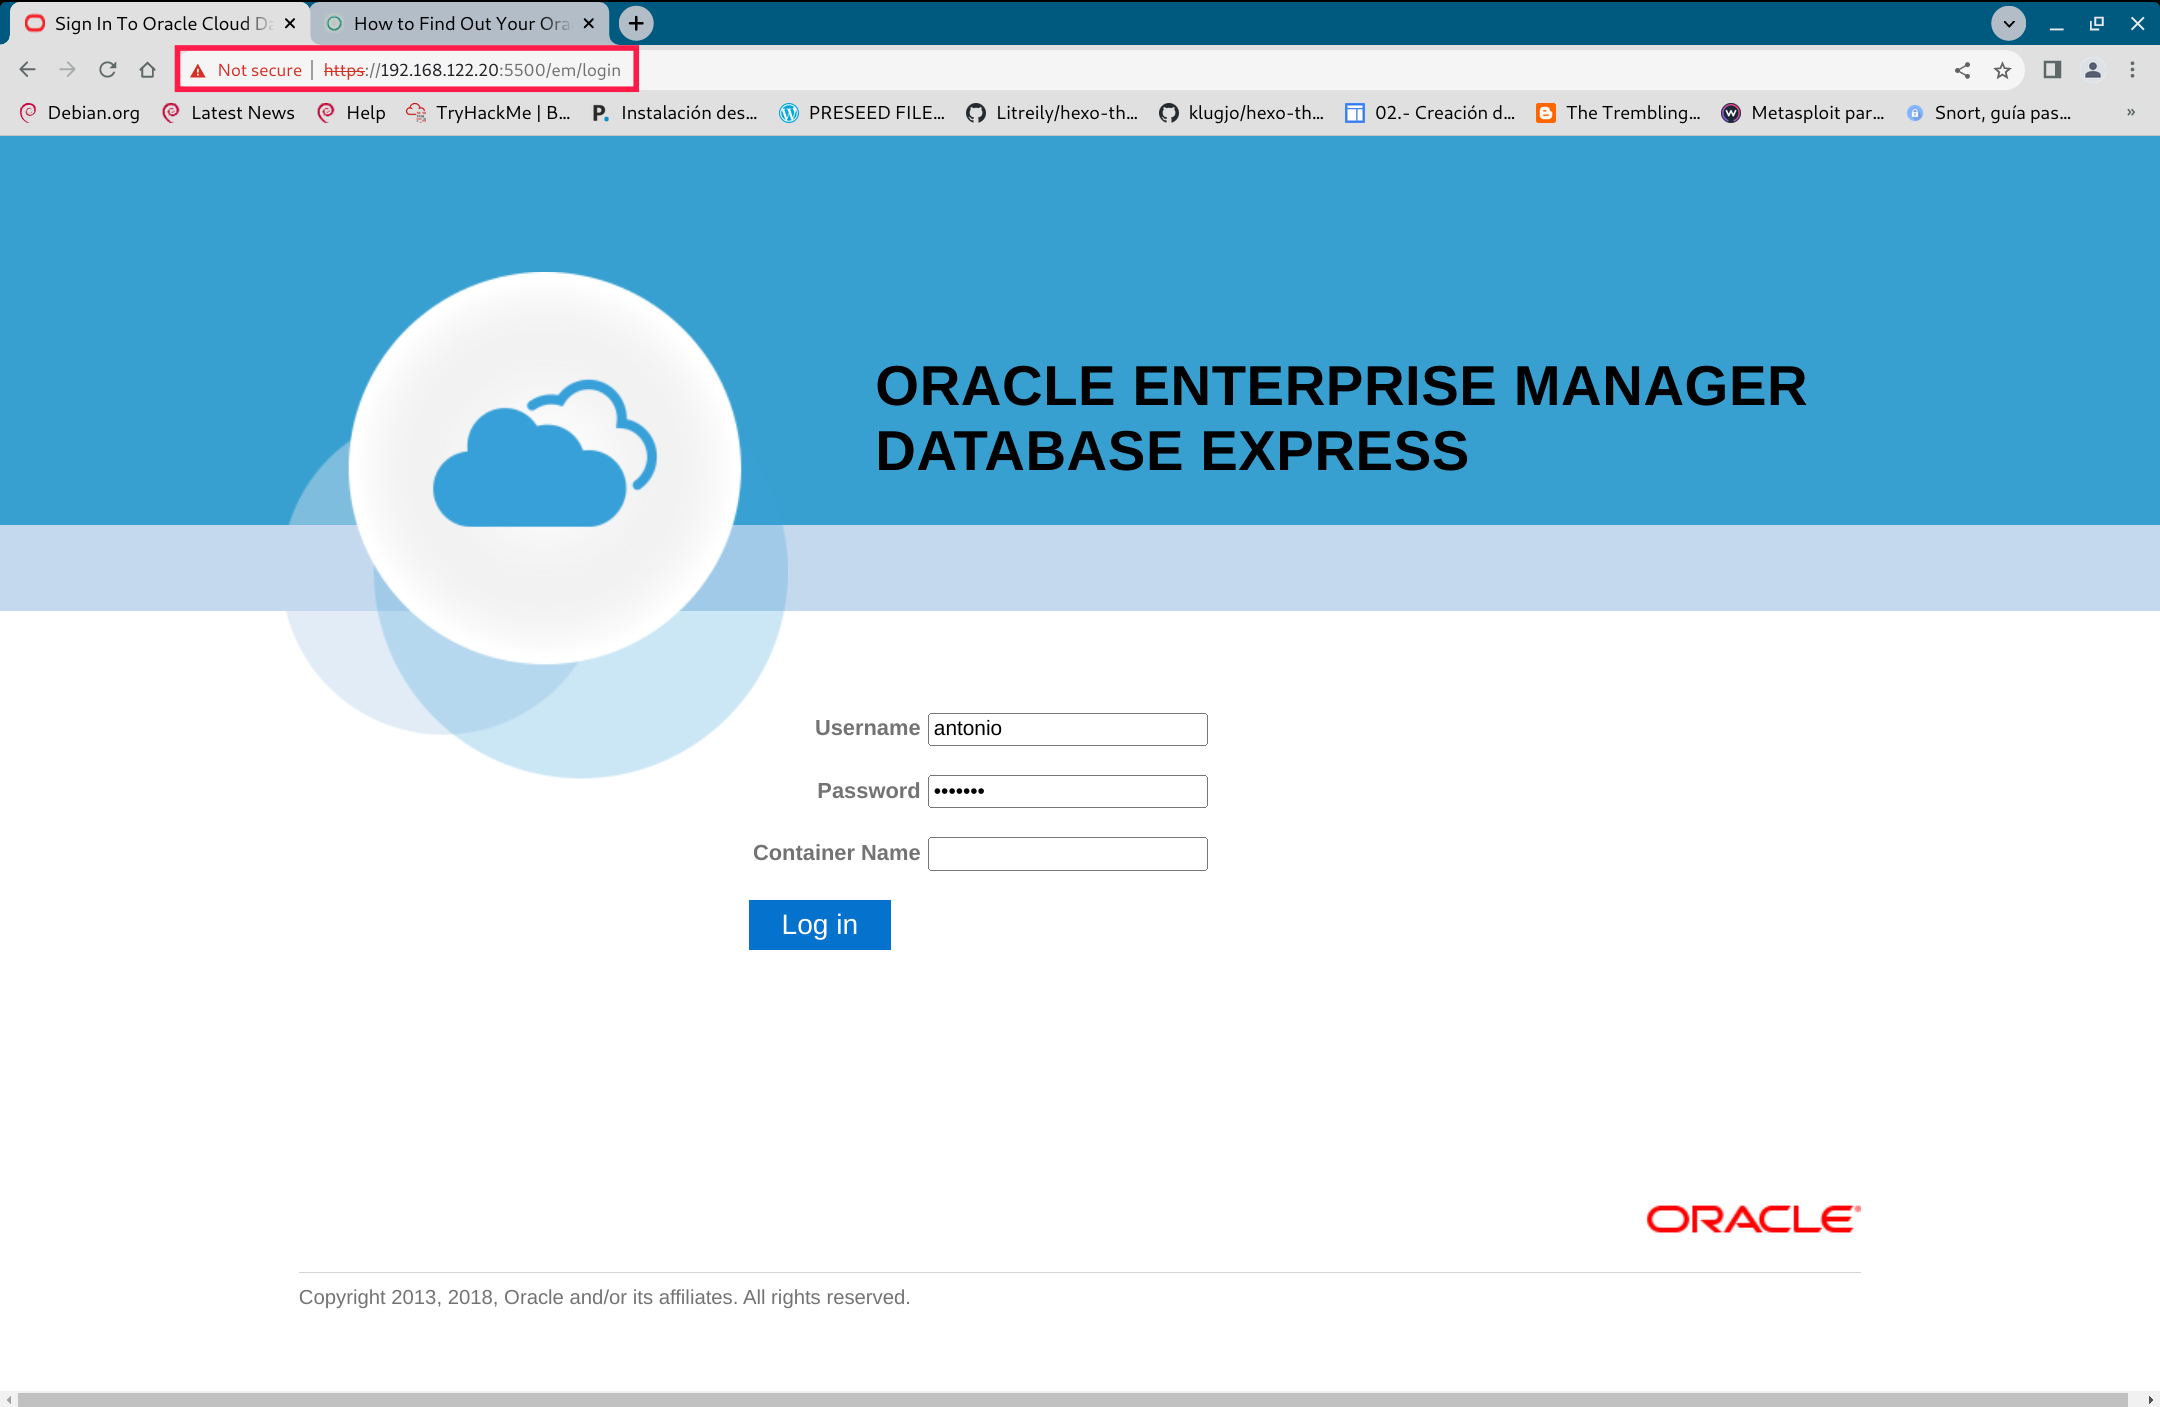 Sign In To Oracle Cloud Da
How to Find Out Your Ora
Not secure | https://192.168.122.20:5500/em/login
Debian.org Latest News Help TryHackMe | B... Instalación des... PRESEED FILE... Litreily/hexo-th... klugjo/hexo-th... 02.- Creación d... The Trembling... Metasploit par... Snort, guía pas... »
ORACLE ENTERPRISE MANAGER
DATABASE EXPRESS
Username antonio
Password •••••••
Container Name
Log in
ORACLE®
Copyright 2013, 2018, Oracle and/or its affiliates. All rights reserved.